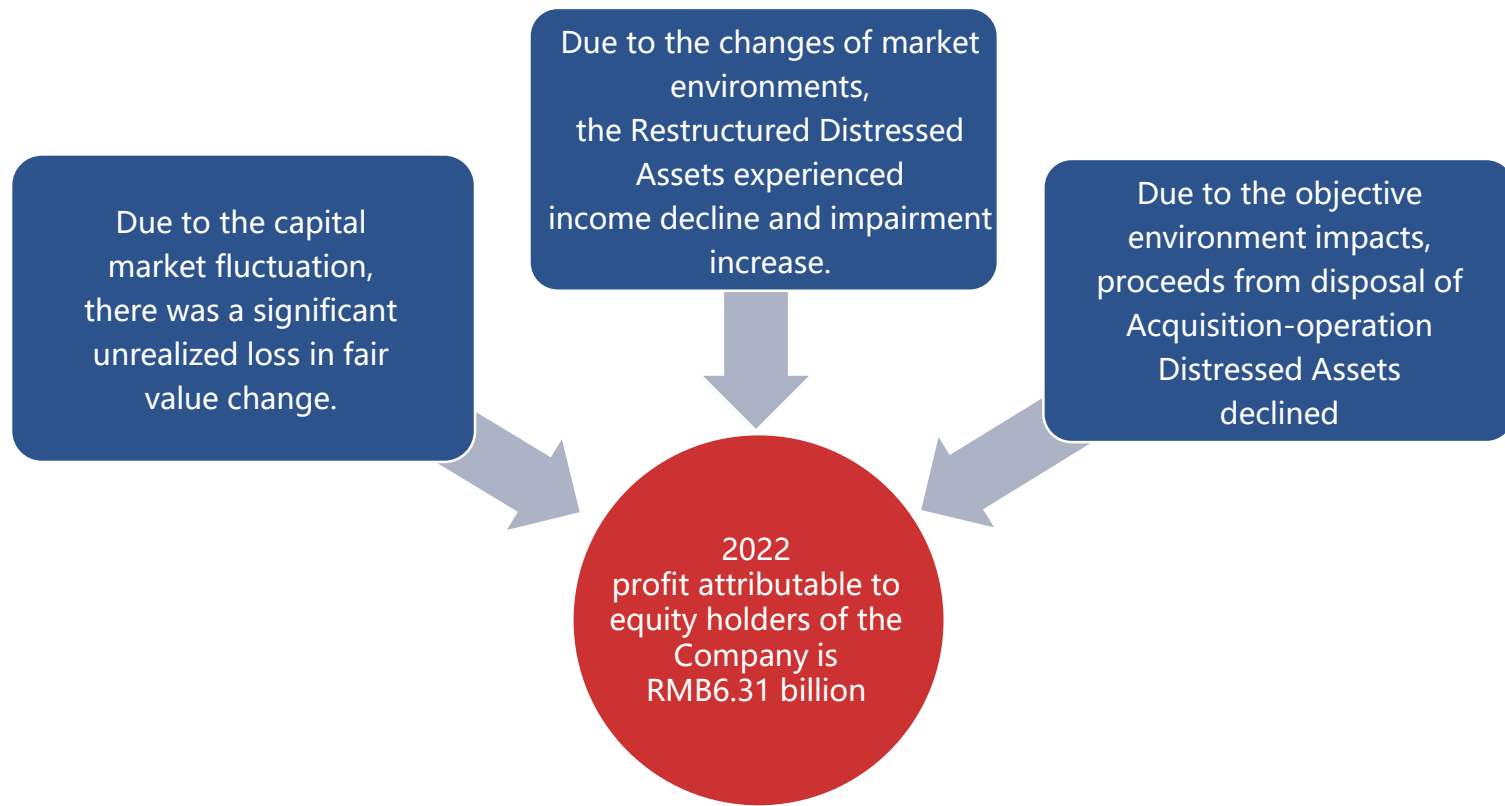 Due to the capital
market fluctuation,
there was a significant
unrealized loss in fair
value change.
Due to the changes of market
environments,
the Restructured Distressed
Assets experienced
income decline and impairment
increase.
Due to the objective
environment impacts,
proceeds from disposal of
Acquisition-operation
Distressed Assets
declined
2022
profit attributable to
equity holders of the
Company is
RMB6.31 billion